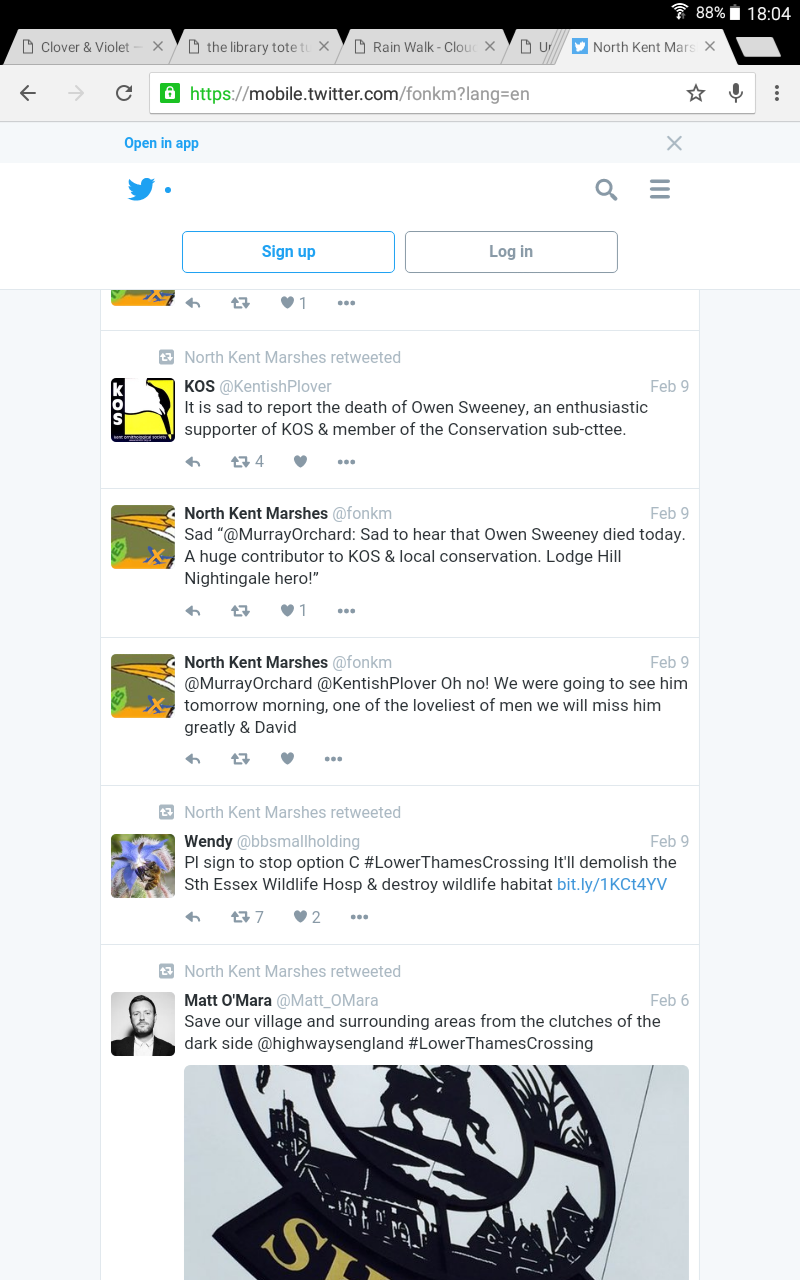 88% 18:04
Clover & Violet –
the library tote tu
Rain Walk - Cloud
North Kent Mars
https://mobile.twitter.com/fonkm?lang=en
Open in app
Sign up
Log in
1
North Kent Marshes retweeted
KOS @KentishPlover Feb 9
KOS
kent ornithological society
It is sad to report the death of Owen Sweeney, an enthusiastic
supporter of KOS & member of the Conservation sub-cttee.
4
North Kent Marshes @fonkm Feb 9
Sad “@MurrayOrchard: Sad to hear that Owen Sweeney died today.
A huge contributor to KOS & local conservation. Lodge Hill
Nightingale hero!”
1
North Kent Marshes @fonkm Feb 9
@MurrayOrchard @KentishPlover Oh no! We were going to see him
tomorrow morning, one of the loveliest of men we will miss him
greatly & David
North Kent Marshes retweeted
Wendy @bbsmallholding Feb 9
Pl sign to stop option C #LowerThamesCrossing It'll demolish the
Sth Essex Wildlife Hosp & destroy wildlife habitat bit.ly/1KCt4YV
7 2
North Kent Marshes retweeted
Matt O'Mara @Matt_OMara Feb 6
Save our village and surrounding areas from the clutches of the
dark side @highwaysengland #LowerThamesCrossing